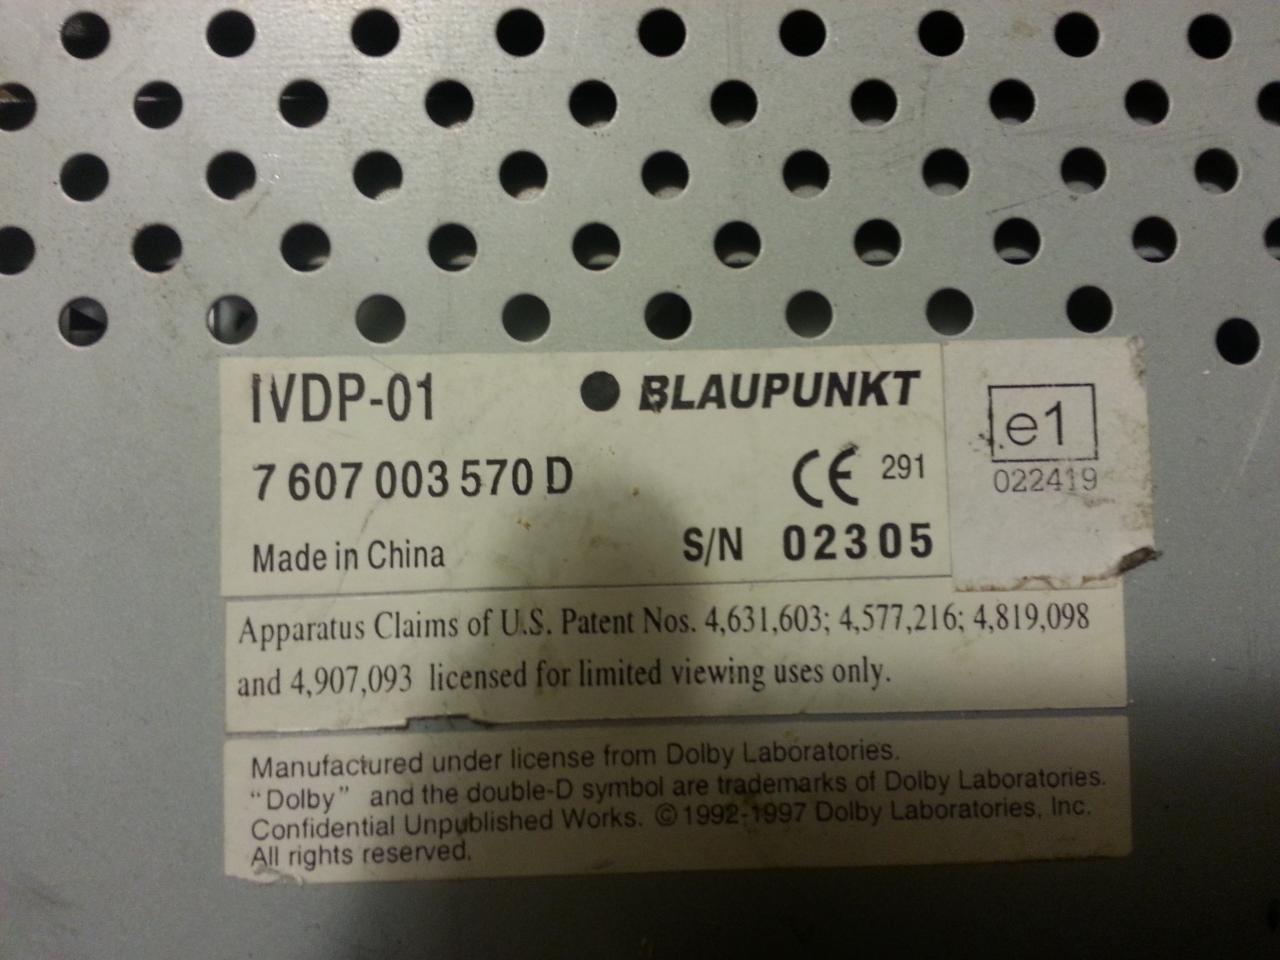 IVDP-01
BLAUPUNKT
7 607 003 570 D
CE 291
Made in China
S/N 02305
e1
022419
Apparatus Claims of U.S. Patent Nos. 4,631,603; 4,577,216; 4,819,098
and 4,907,093 licensed for limited viewing uses only.
Manufactured under license from Dolby Laboratories.
“Dolby” and the double-D symbol are trademarks of Dolby Laboratories.
Confidential Unpublished Works. ©1992-1997 Dolby Laboratories, Inc.
All rights reserved.